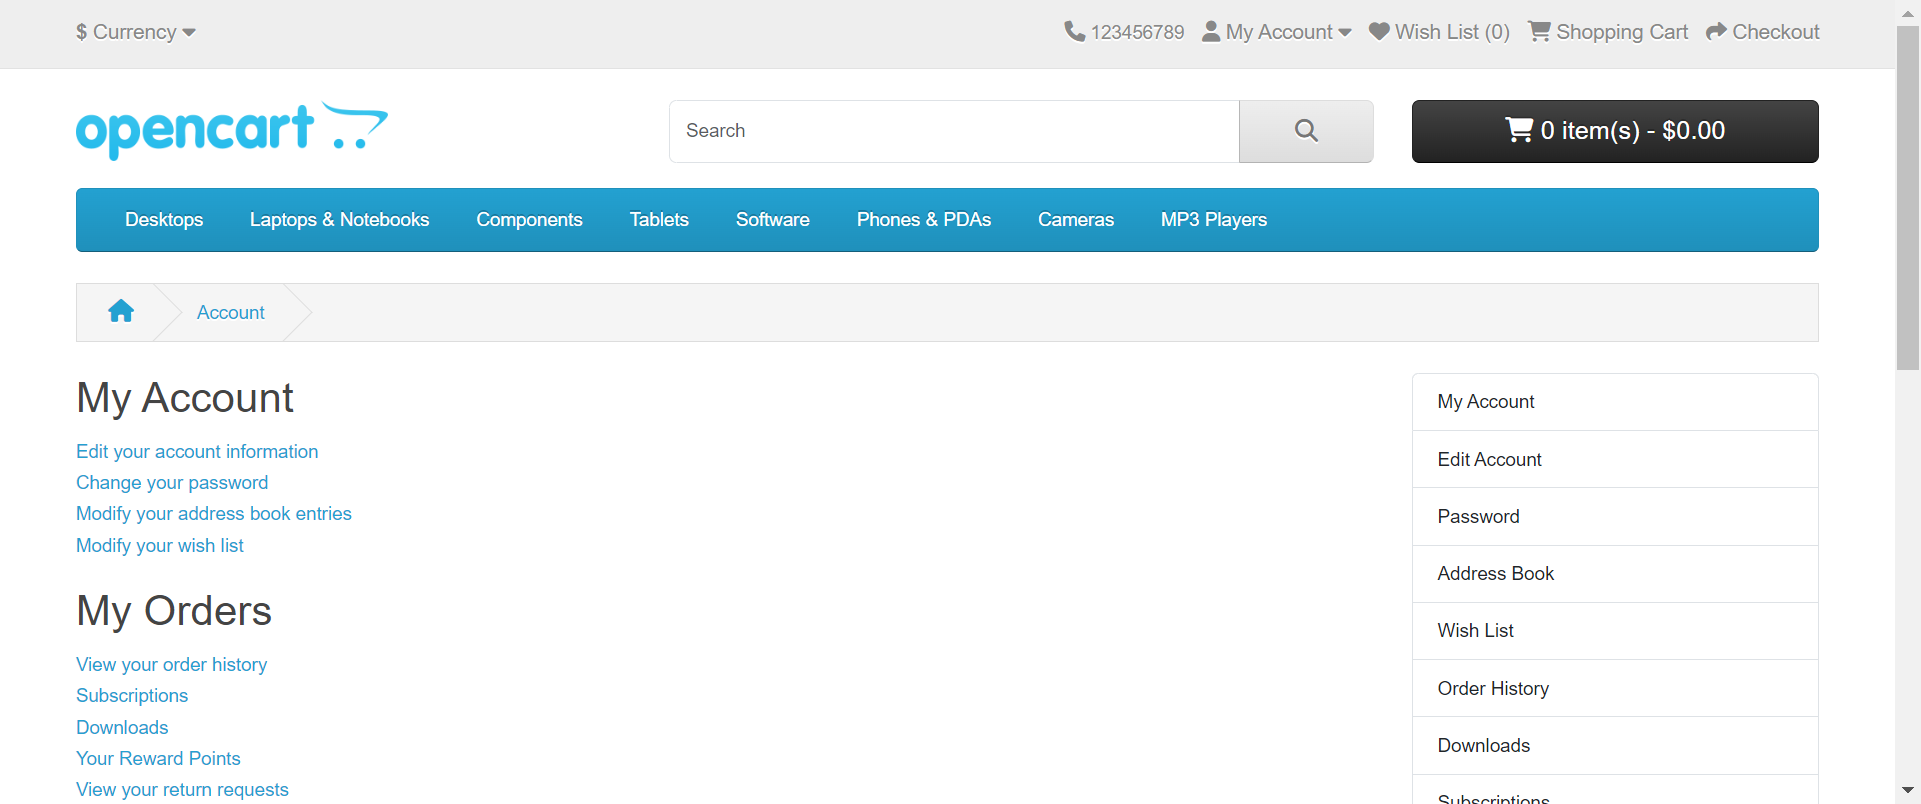 $ Currency
123456789 My Account Wish List (0) Shopping Cart Checkout
opencart
Search
0 item(s) - $0.00
Desktops Laptops & Notebooks Components Tablets Software Phones & PDAs Cameras MP3 Players
Account
My Account
Edit your account information
Change your password
Modify your address book entries
Modify your wish list
My Orders
View your order history
Subscriptions
Downloads
Your Reward Points
View your return requests
My Account
Edit Account
Password
Address Book
Wish List
Order History
Downloads
Subscriptions